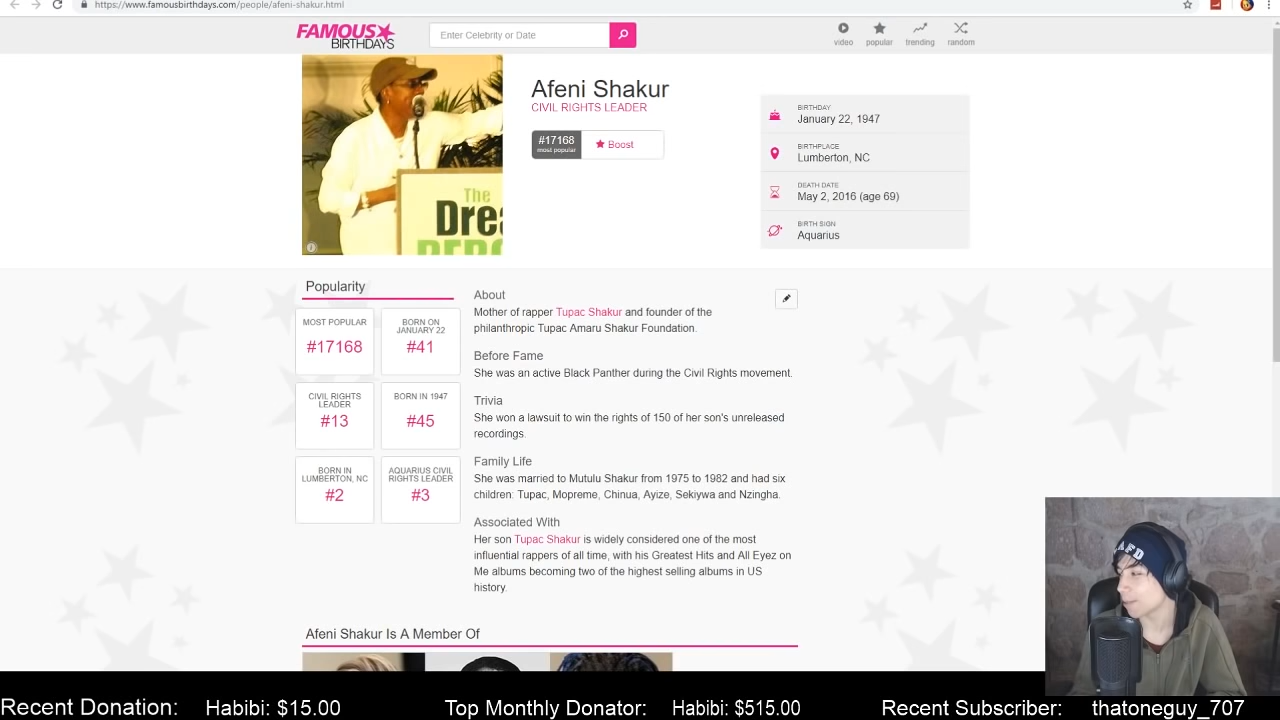 https://www.famousbirthdays.com/people/afeni-shakur.html
FAMOUS
BIRTHDAYS
Enter Celebrity or Date
video
popular
trending
random
Afeni Shakur
CIVIL RIGHTS LEADER
#17168
most popular
Boost
BIRTHDAY
January 22, 1947
BIRTHPLACE
Lumberton, NC
DEATH DATE
May 2, 2016 (age 69)
BIRTH SIGN
Aquarius
The
Popularity
MOST POPULAR
#17168
BORN ON
JANUARY 22
#41
CIVIL RIGHTS
LEADER
#13
BORN IN 1947
#45
BORN IN
LUMBERTON, NC
#2
AQUARIUS CIVIL
RIGHTS LEADER
#3
About
Mother of rapper Tupac Shakur and founder of the
philanthropic Tupac Amaru Shakur Foundation.
Before Fame
She was an active Black Panther during the Civil Rights movement.
Trivia
She won a lawsuit to win the rights of 150 of her son's unreleased
recordings.
Family Life
She was married to Mutulu Shakur from 1975 to 1982 and had six
children: Tupac, Mopreme, Chinua, Ayize, Sekiywa and Nzingha.
Associated With
Her son Tupac Shakur is widely considered one of the most
influential rappers of all time, with his Greatest Hits and All Eyez on
Me albums becoming two of the highest selling albums in US
history.
Afeni Shakur Is A Member Of
Recent Donation: Habibi: $15.00
Top Monthly Donator: Habibi: $515.00
Recent Subscriber: thatoneguy_707